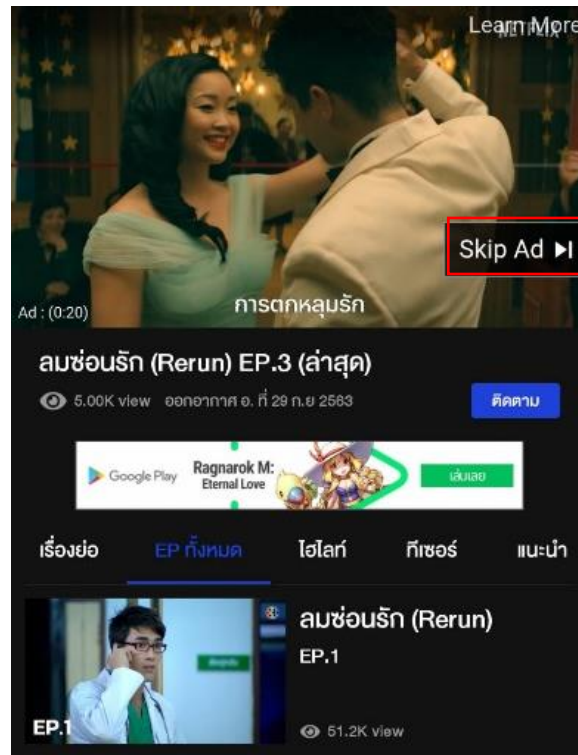 Learn More
NETFLIX
Skip Ad
Ad : (0:20)
การตกหลุมรัก
ลมซ่อนรัก (Rerun) EP.3 (ล่าสุด)
5.00K view ออกอากาศ อ. ที่ 29 ก.ย 2563
ติดตาม
Google Play
Ragnarok M:
Eternal Love
เล่นเลย
เรื่องย่อ EP ทั้งหมด ไฮไลท์ ทีเซอร์ แนะนำ
ลมซ่อนรัก (Rerun)
EP.1
EP.1
51.2K view